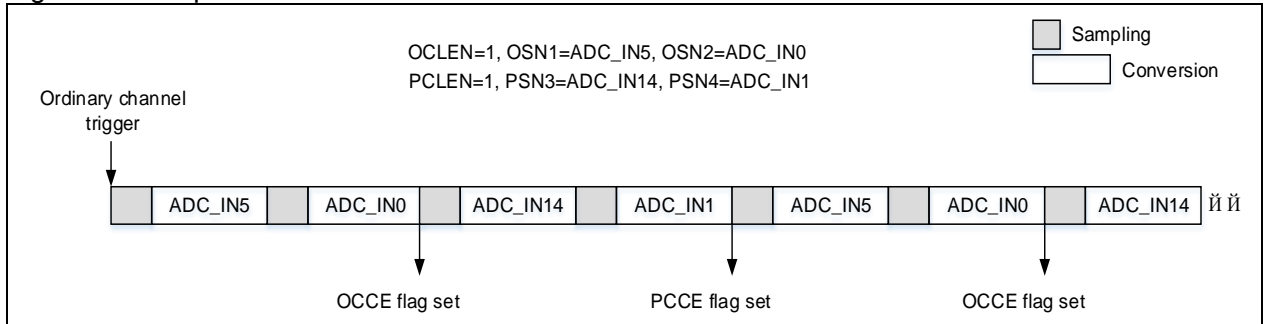 OCLEN=1, OSN1=ADC_IN5, OSN2=ADC_IN0
PCLEN=1, PSN3=ADC_IN14, PSN4=ADC_IN1
Sampling
Conversion
Ordinary channel
trigger
ADC_IN5 ADC_IN0 ADC_IN14 ADC_IN1 ADC_IN5 ADC_IN0 ADC_IN14 Й Й
OCCE flag set PCCE flag set OCCE flag set